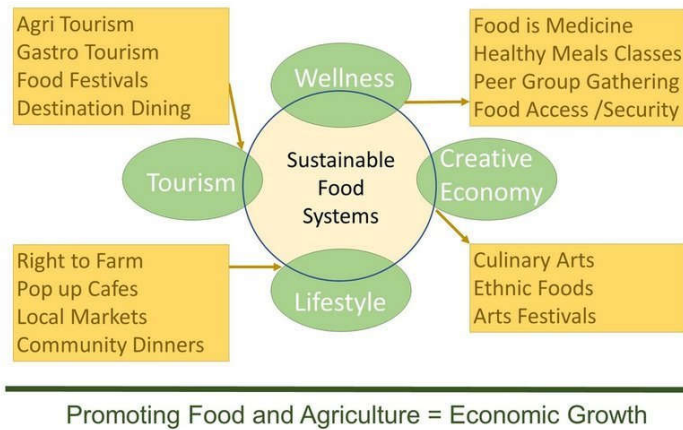 Agri Tourism
Gastro Tourism
Food Festivals
Destination Dining
Food is Medicine
Healthy Meals Classes
Peer Group Gathering
Food Access /Security
Wellness
Tourism
Sustainable
Food
Systems
Creative
Economy
Lifestyle
Right to Farm
Pop up Cafes
Local Markets
Community Dinners
Culinary Arts
Ethnic Foods
Arts Festivals
Promoting Food and Agriculture = Economic Growth